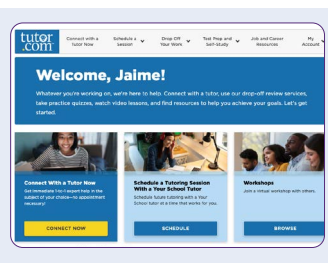 tutor
.com
Connect with a
Tutor Now
Schedule a
Session
Drop Off
Your Work
Test Prep and
Self-Study
Job and Career
Resources
My
Account
Welcome, Jaime!
Whatever you're working on, we're here to help. Connect with a tutor, use our drop-off review services,
take practice quizzes, watch video lessons, and find resources to help you achieve your goals. Let's get
started.
Connect With a Tutor Now
Get immediate 1-to-1 expert help in the
subject of your choice—no appointment
necessary!
CONNECT NOW
Schedule a Tutoring Session
With a Your School Tutor
Schedule future tutoring with a Your
School tutor at a time that works for you.
SCHEDULE
Workshops
Join a virtual workshop with others.
BROWSE